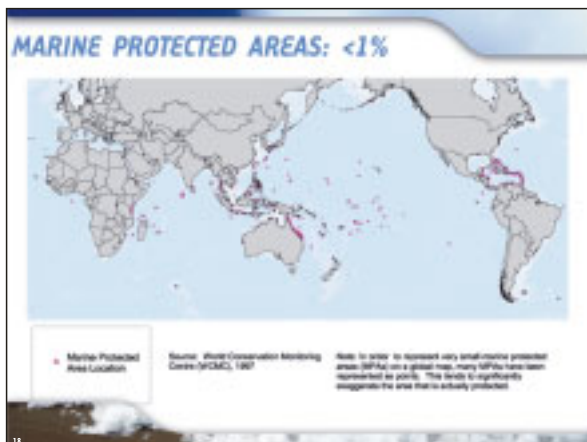 MARINE PROTECTED AREAS: <1%
Marine Protected
Area Location
Source: World Conservation Monitoring
Centre (WCMC), 1997
Note: In order to represent very small marine protected
areas (MPAs) on a global map, many MPAs have been
represented as points. This tends to significantly
exaggerate the area that is actually protected.
18